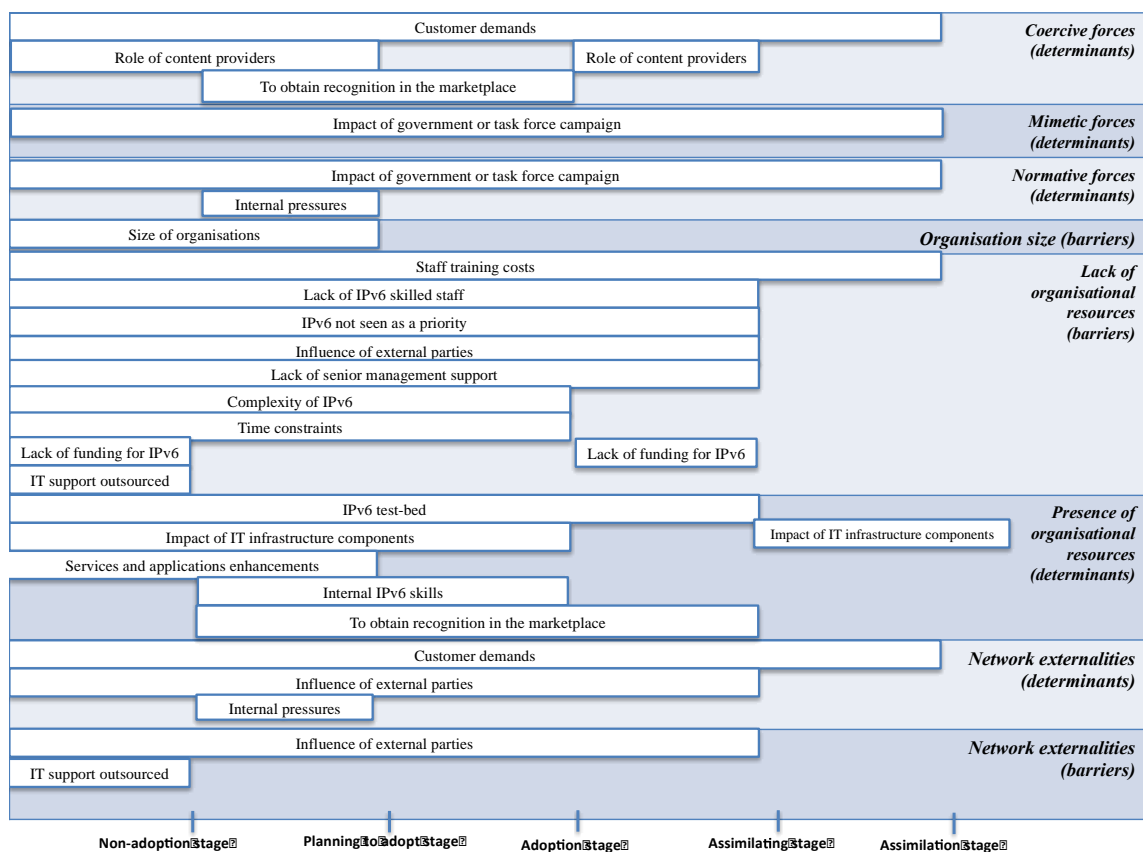 Customer demands
Coercive forces
(determinants)
Role of content providers
Role of content providers
To obtain recognition in the marketplace
Impact of government or task force campaign
Mimetic forces
(determinants)
Impact of government or task force campaign
Normative forces
(determinants)
Internal pressures
Size of organisations
Organisation size (barriers)
Staff training costs
Lack of
organisational
resources
(barriers)
Lack of IPv6 skilled staff
IPv6 not seen as a priority
Influence of external parties
Lack of senior management support
Complexity of IPv6
Time constraints
Lack of funding for IPv6
Lack of funding for IPv6
IT support outsourced
IPv6 test-bed
Presence of
organisational
resources
(determinants)
Impact of IT infrastructure components
Impact of IT infrastructure components
Services and applications enhancements
Internal IPv6 skills
To obtain recognition in the marketplace
Customer demands
Network externalities
(determinants)
Influence of external parties
Internal pressures
Influence of external parties
Network externalities
(barriers)
IT support outsourced
Non-adoption⍰stage⍰
Planning⍰to⍰adopt⍰stage⍰
Adoption⍰stage⍰
Assimilating⍰stage⍰
Assimilation⍰stage⍰